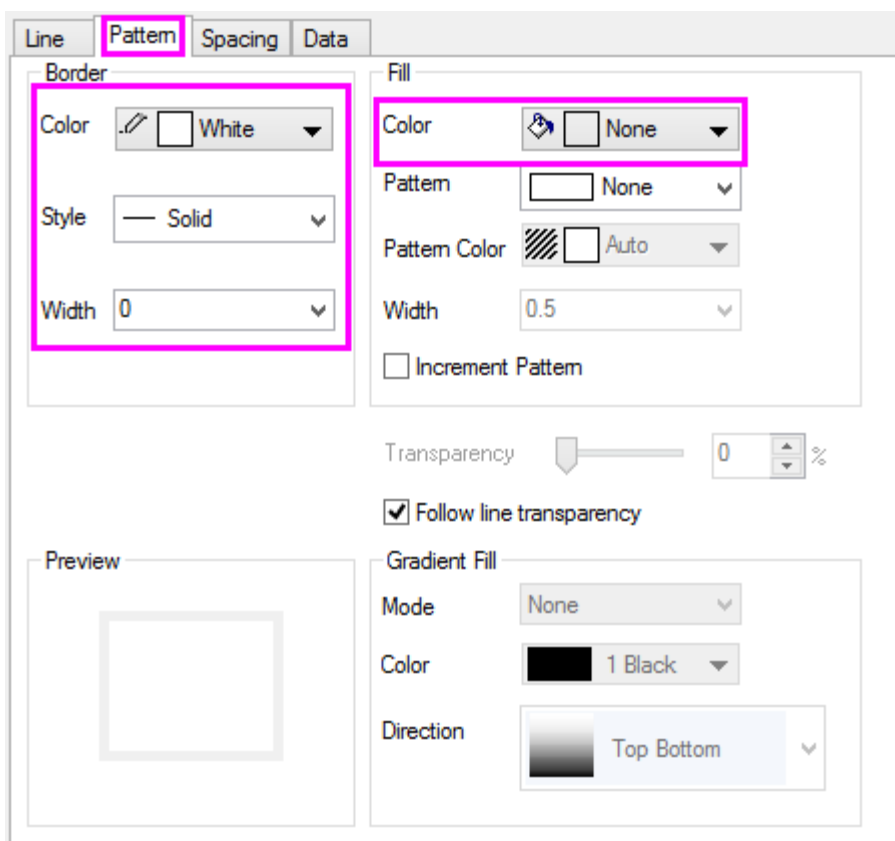 Line Pattern Spacing Data
Border
Color White
Style Solid
Width 0
Fill
Color None
Pattern None
Pattern Color Auto
Width 0.5
Increment Pattern
Transparency 0 %
Follow line transparency
Preview
Gradient Fill
Mode None
Color 1 Black
Direction Top Bottom